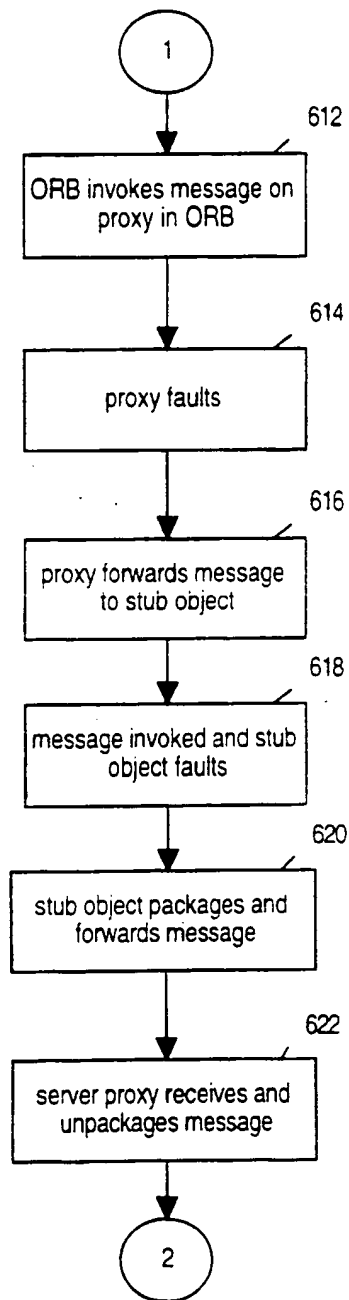 1
612
ORB invokes message on
proxy in ORB
614
proxy faults
616
proxy forwards message
to stub object
618
message invoked and stub
object faults
620
stub object packages and
forwards message
622
server proxy receives and
unpackages message
2